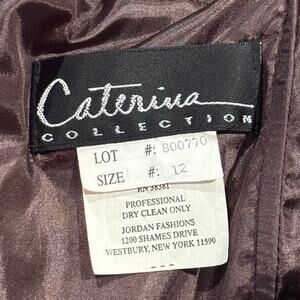 Caterina
COLLECTION
LOT #: 800770
SIZE #: 12
RN 58381
PROFESSIONAL
DRY CLEAN ONLY
JORDAN FASHIONS
1200 SHAMES DRIVE
WESTBURY, NEW YORK 11590
---